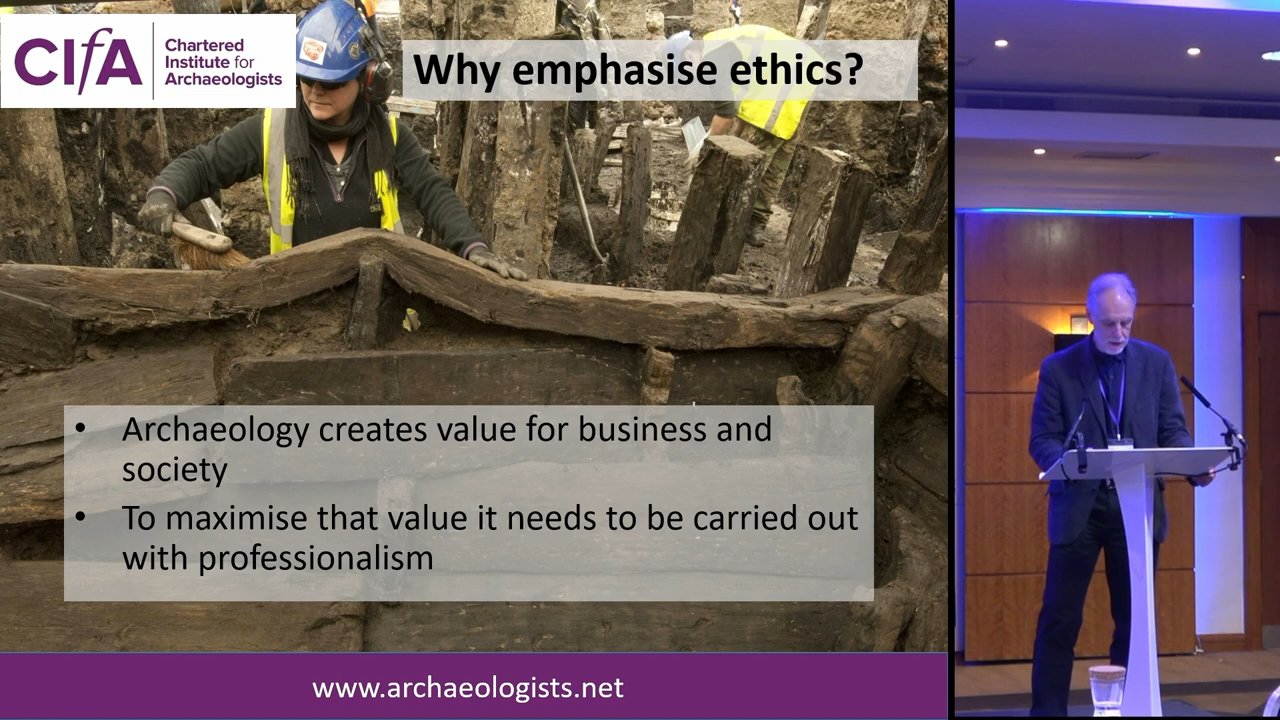 CIfA
Chartered
Institute for
Archaeologists
Why emphasise ethics?
• Archaeology creates value for business and
society
• To maximise that value it needs to be carried out
with professionalism
www.archaeologists.net